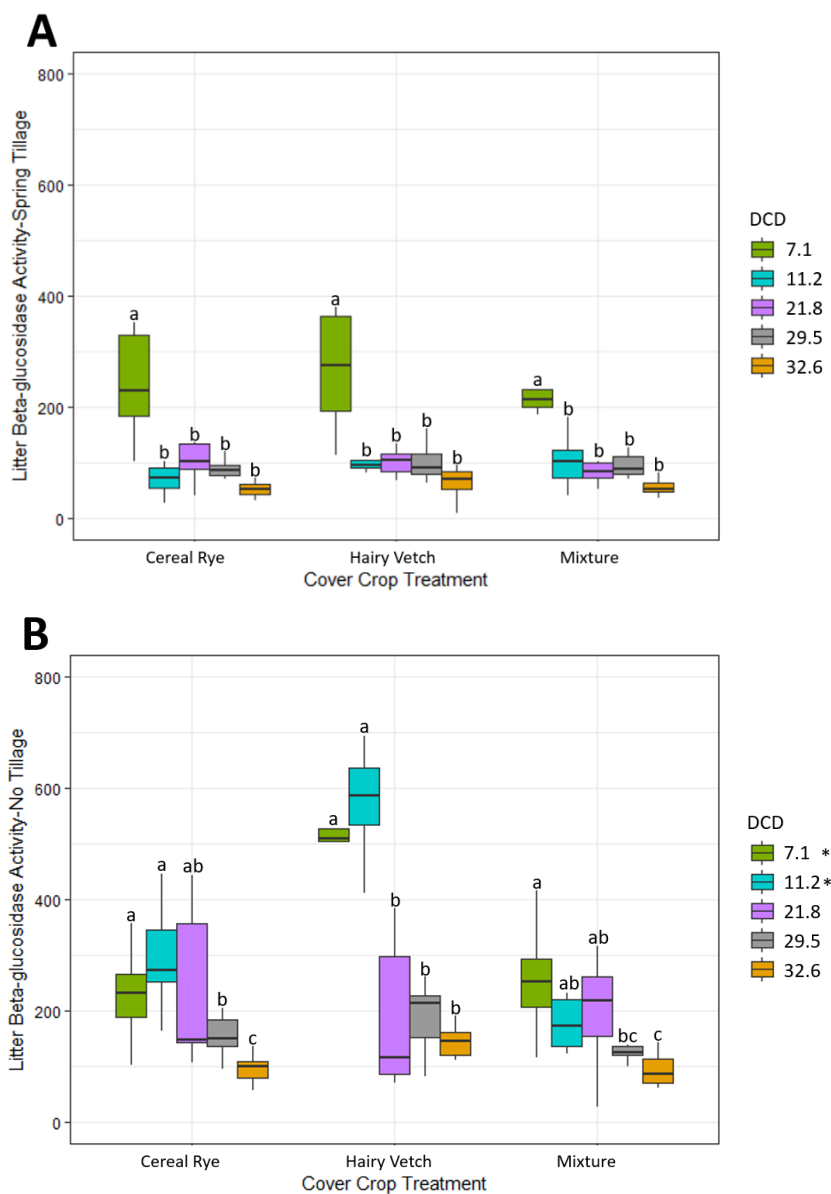 A
Litter Beta-glucosidase Activity-Spring Tillage
800
600
400
200
0
a
b
b
b
b
a
b
b
b
b
a
b
b
b
b
Cereal Rye
Hairy Vetch
Mixture
Cover Crop Treatment
DCD
7.1
11.2
21.8
29.5
32.6
B
Litter Beta-glucosidase Activity-No Tillage
800
600
400
200
0
a
a
ab
b
c
a
a
b
b
b
a
ab
ab
bc
c
Cereal Rye
Hairy Vetch
Mixture
Cover Crop Treatment
DCD
7.1 *
11.2*
21.8
29.5
32.6